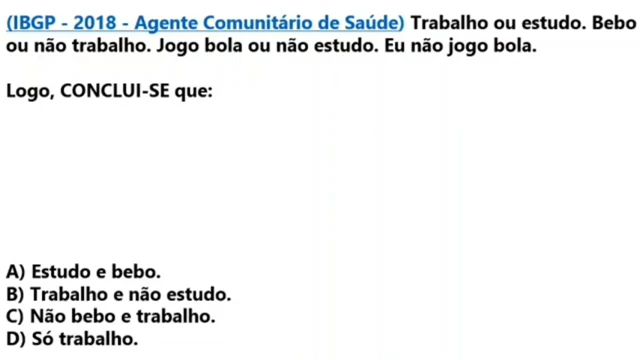 (IBGP - 2018 - Agente Comunitário de Saúde) Trabalho ou estudo. Bebo
ou não trabalho. Jogo bola ou não estudo. Eu não jogo bola.
Logo, CONCLUI-SE que:
A) Estudo e bebo.
B) Trabalho e não estudo.
C) Não bebo e trabalho.
D) Só trabalho.